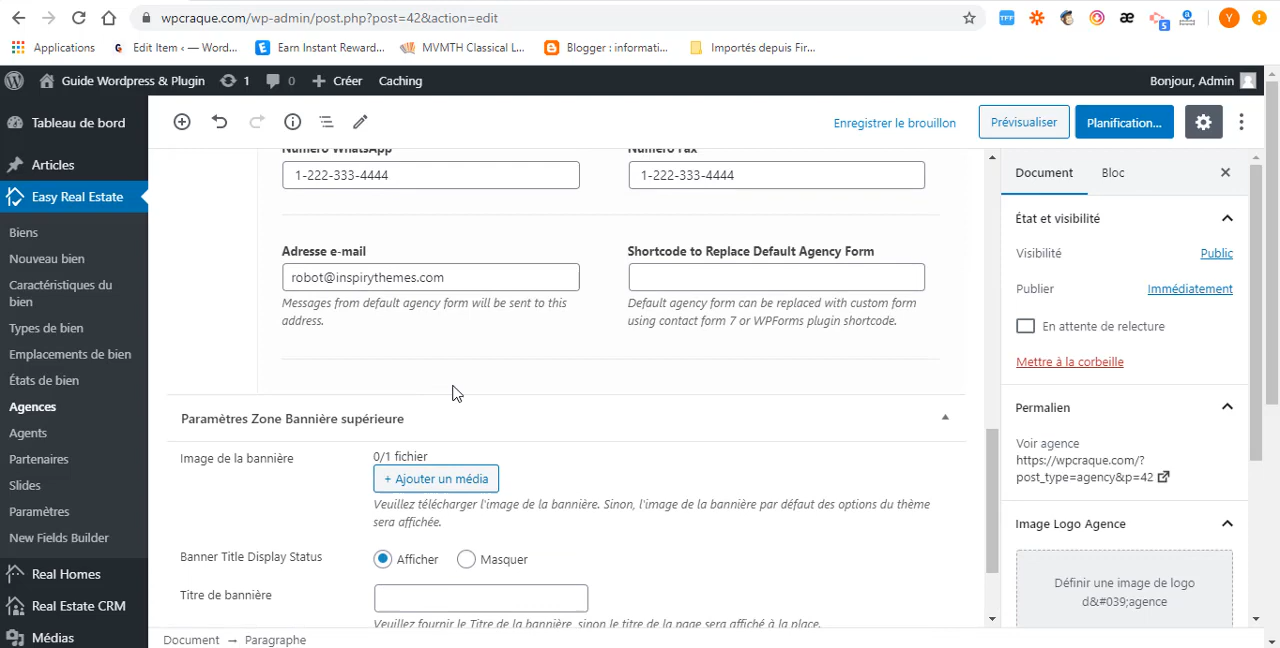 wpcraque.com/wp-admin/post.php?post=42&action=edit
Applications
Edit Item ‹ — Word...
Earn Instant Reward...
MVMTH Classical L...
Blogger : informati...
Importés depuis Fir...
Guide Wordpress & Plugin
1
0
Créer
Caching
Bonjour, Admin
Tableau de bord
Articles
Easy Real Estate
Biens
Nouveau bien
Caractéristiques du
bien
Types de bien
Emplacements de bien
États de bien
Agences
Agents
Partenaires
Slides
Paramètres
New Fields Builder
Real Homes
Real Estate CRM
Médias
Enregistrer le brouillon
Prévisualiser
Planification...
Numéro WhatsApp
1-222-333-4444
Numéro Fax
1-222-333-4444
Adresse e-mail
robot@inspirythemes.com
Messages from default agency form will be sent to this
address.
Shortcode to Replace Default Agency Form
Default agency form can be replaced with custom form
using contact form 7 or WPForms plugin shortcode.
Paramètres Zone Bannière supérieure
Image de la bannière
0/1 fichier
+ Ajouter un média
Veuillez télécharger l'image de la bannière. Sinon, l'image de la bannière par défaut des options du thème
sera affichée.
Banner Title Display Status
Afficher
Masquer
Titre de bannière
Veuillez fournir le Titre de la bannière, sinon le titre de la page sera affiché à la place.
Document → Paragraphe
Document
Bloc
État et visibilité
Visibilité
Public
Publier
Immédiatement
En attente de relecture
Mettre à la corbeille
Permalien
Voir agence
https://wpcraque.com/?
post_type=agency&p=42
Image Logo Agence
Définir une image de logo
d&#039;agence